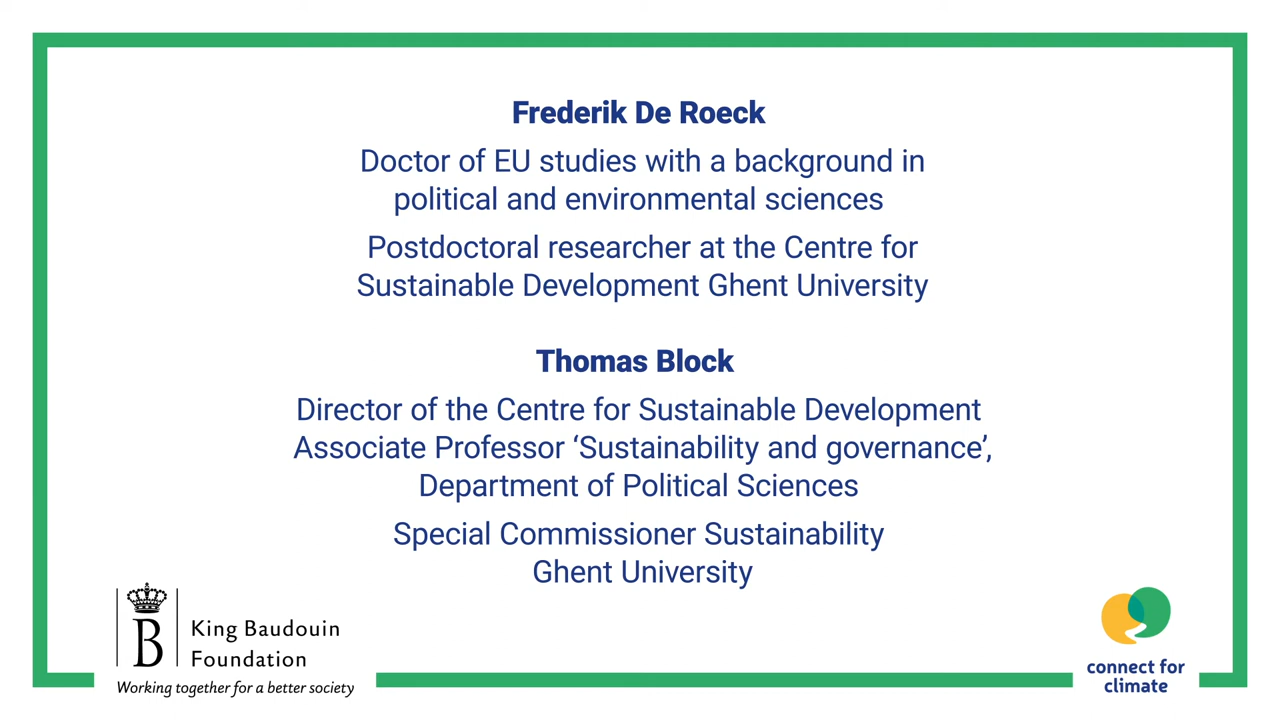 Frederik De Roeck
Doctor of EU studies with a background in
political and environmental sciences
Postdoctoral researcher at the Centre for
Sustainable Development Ghent University
Thomas Block
Director of the Centre for Sustainable Development
Associate Professor ‘Sustainability and governance’,
Department of Political Sciences
Special Commissioner Sustainability
Ghent University
B
King Baudouin
Foundation
Working together for a better society
connect for
climate